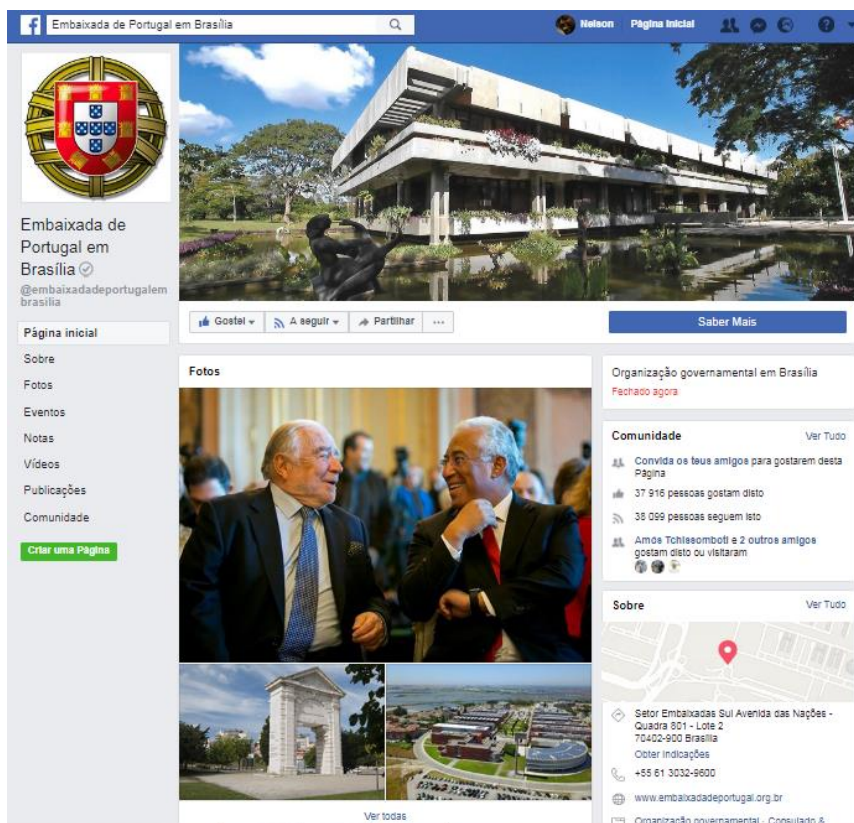 Embaixada de Portugal em Brasília
Nelson
Página Inicial
Embaixada de
Portugal em
Brasília
@embaixadadeportugalem
brasilia
Página inicial
Sobre
Fotos
Eventos
Notas
Vídeos
Publicações
Comunidade
Criar uma Página
Gostei
A seguir
Partilhar
...
Saber Mais
Fotos
Ver todas
Organização governamental em Brasília
Fechado agora
Comunidade
Ver Tudo
Convida os teus amigos para gostarem desta
Página
37 916 pessoas gostam disto
38 099 pessoas seguem isto
Amos Tchissomboti e 2 outros amigos
gostam disto ou visitaram
Sobre
Ver Tudo
Setor Embaixadas Sul Avenida das Nações -
Quadra 801 - Lote 2
70402-900 Brasília
Obter indicações
+55 61 3032-9600
www.embaixadadeportugal.org.br
Organização governamental · Consulado &